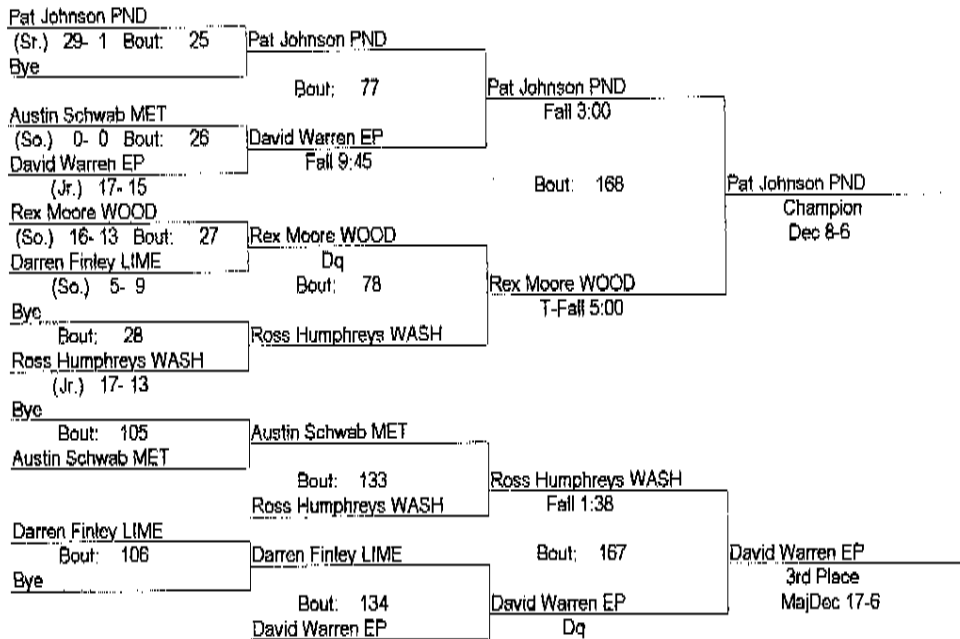 Pat Johnson PND
(Sr.) 29- 1 Bout: 25
Bye
Pat Johnson PND
Bout: 77
Austin Schwab MET
(So.) 0- 0 Bout: 26
David Warren EP
(Jr.) 17- 15
David Warren EP
Fall 9:45
Pat Johnson PND
Fall 3:00
Rex Moore WOOD
(So.) 16- 13 Bout: 27
Darren Finley LIME
(So.) 5- 9
Rex Moore WOOD
Dq
Bout: 78
Bye
Bout: 28
Ross Humphreys WASH
(Jr.) 17- 13
Ross Humphreys WASH
Rex Moore WOOD
T-Fall 5:00
Bout: 168
Pat Johnson PND
Champion
Dec 8-6
Bye
Bout: 105
Austin Schwab MET
Austin Schwab MET
Bout: 133
Ross Humphreys WASH
Ross Humphreys WASH
Fall 1:38
Darren Finley LIME
Bout: 106
Bye
Darren Finley LIME
Bout: 134
David Warren EP
David Warren EP
Dq
Bout: 167
David Warren EP
3rd Place
MajDec 17-6